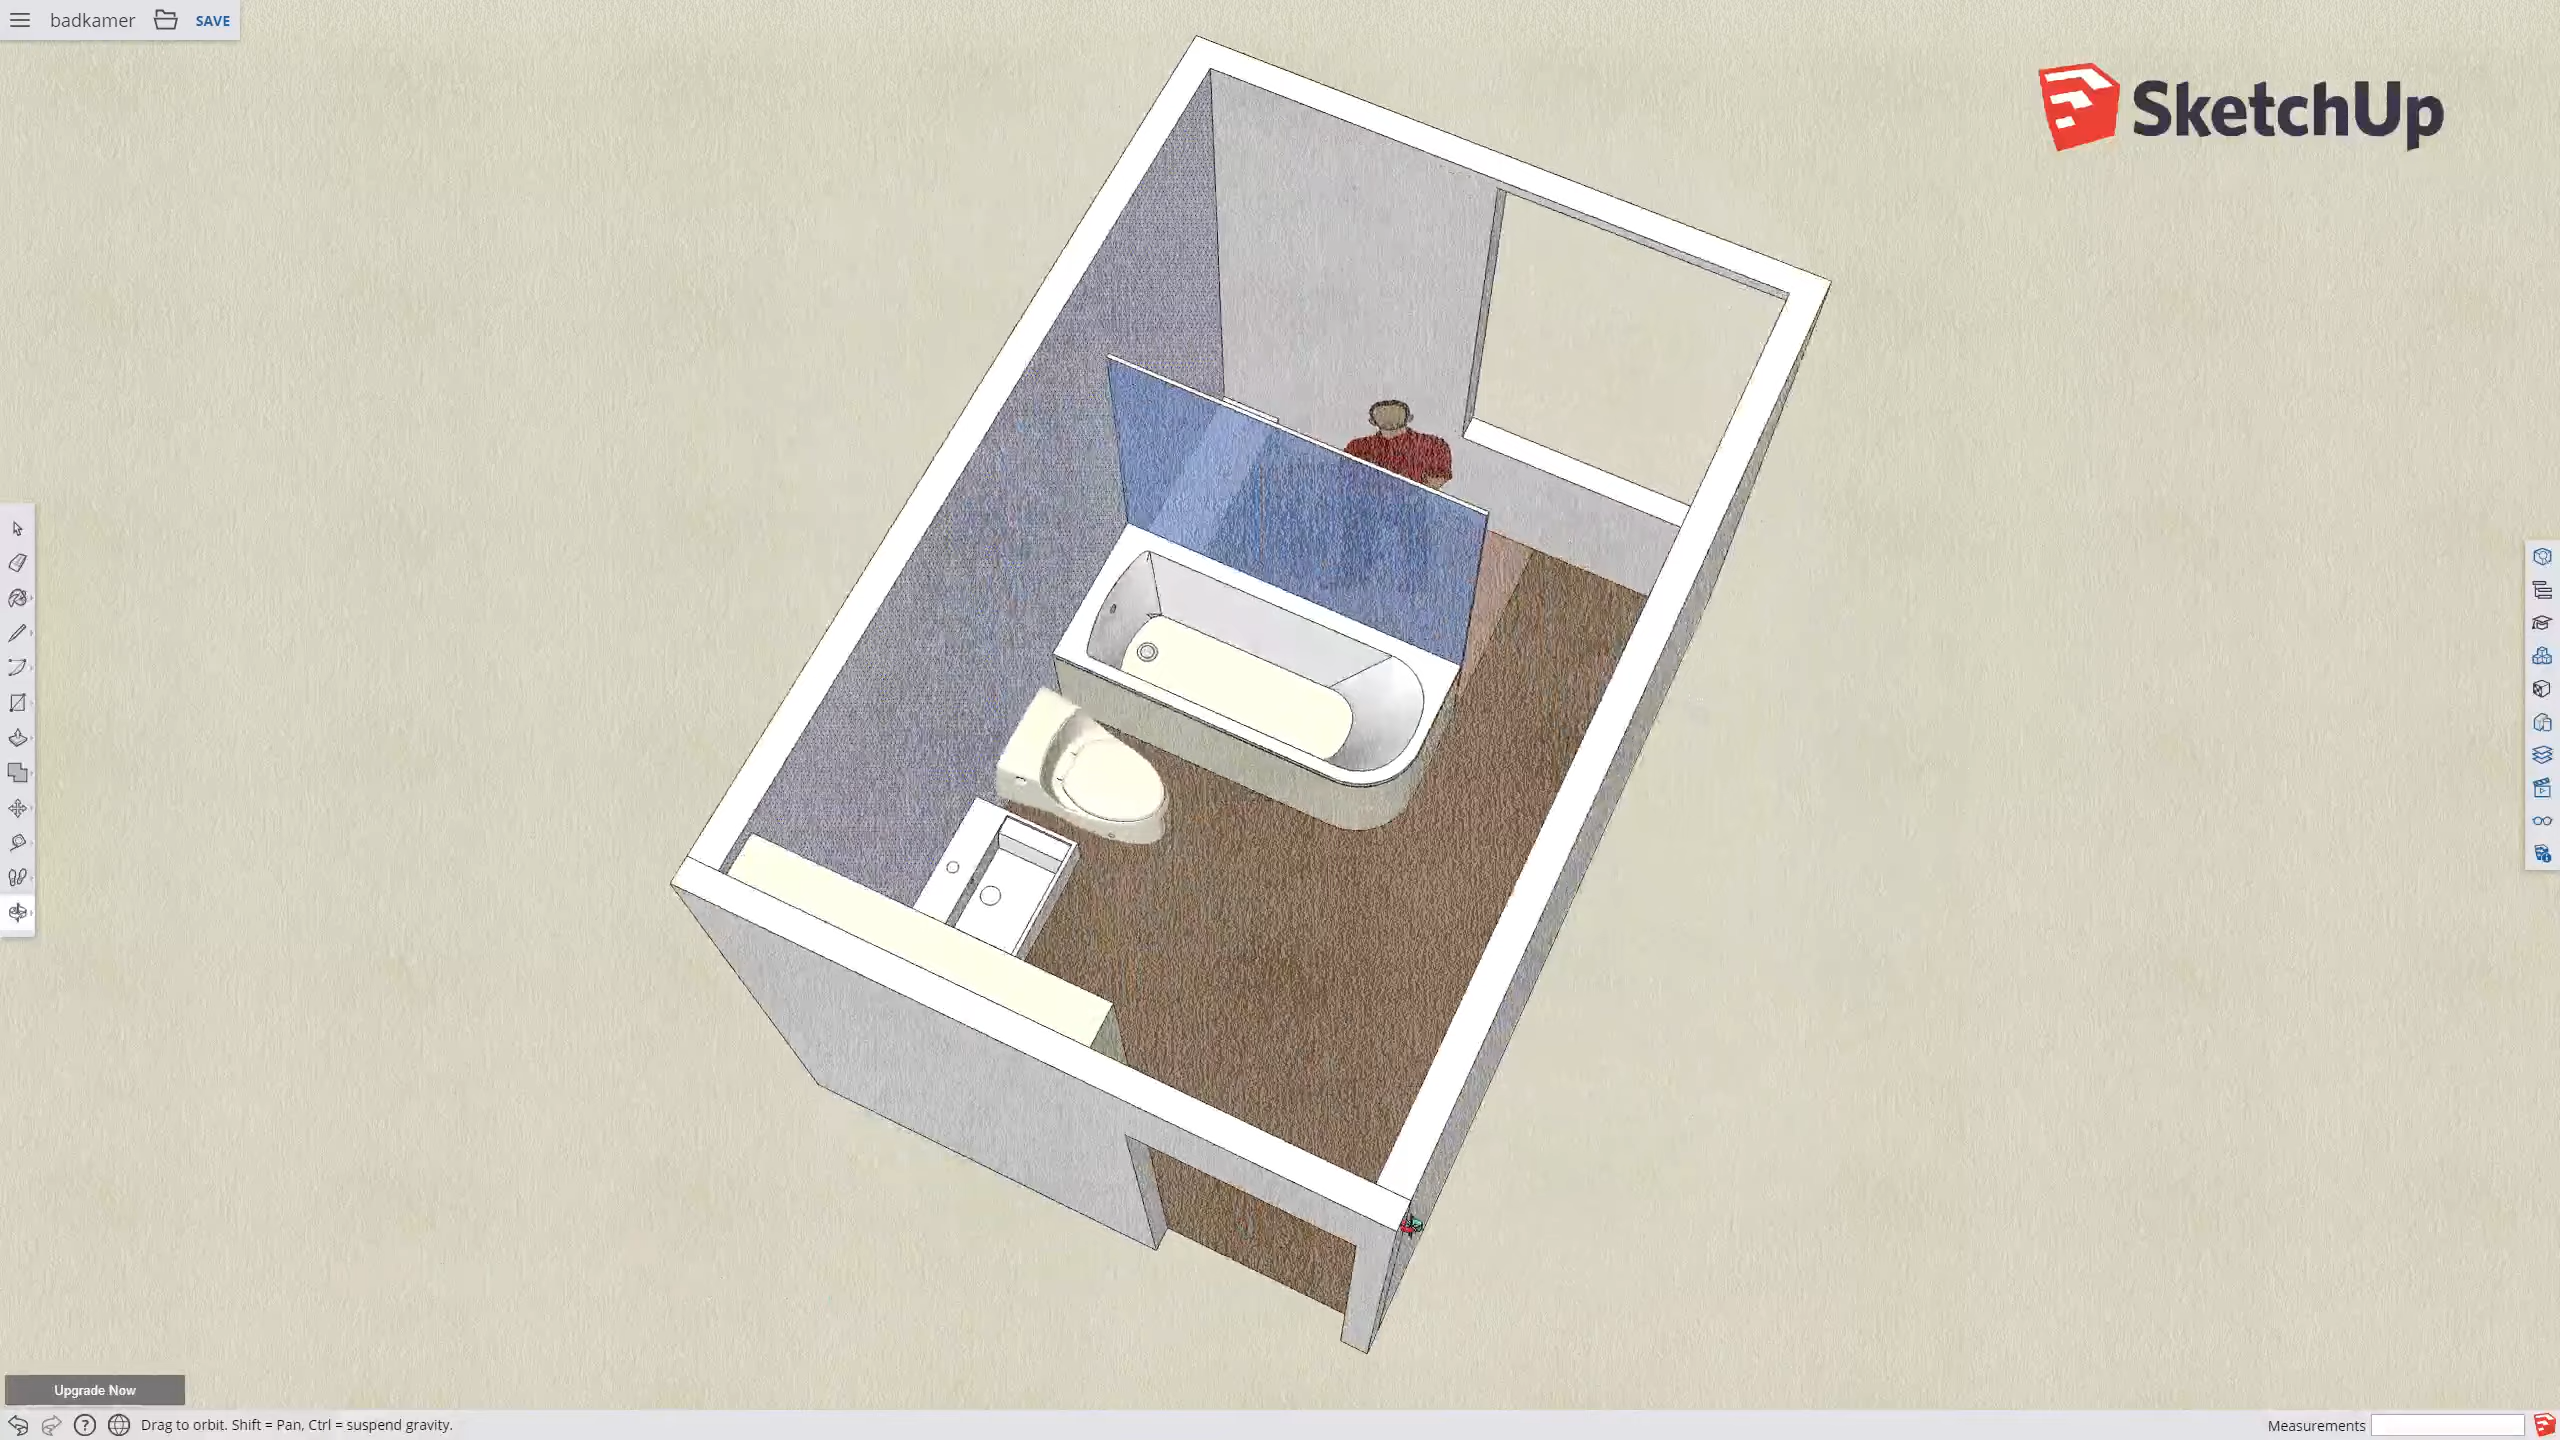 badkamer
SAVE
SketchUp
Upgrade Now
Drag to orbit. Shift = Pan, Ctrl = suspend gravity.
Measurements